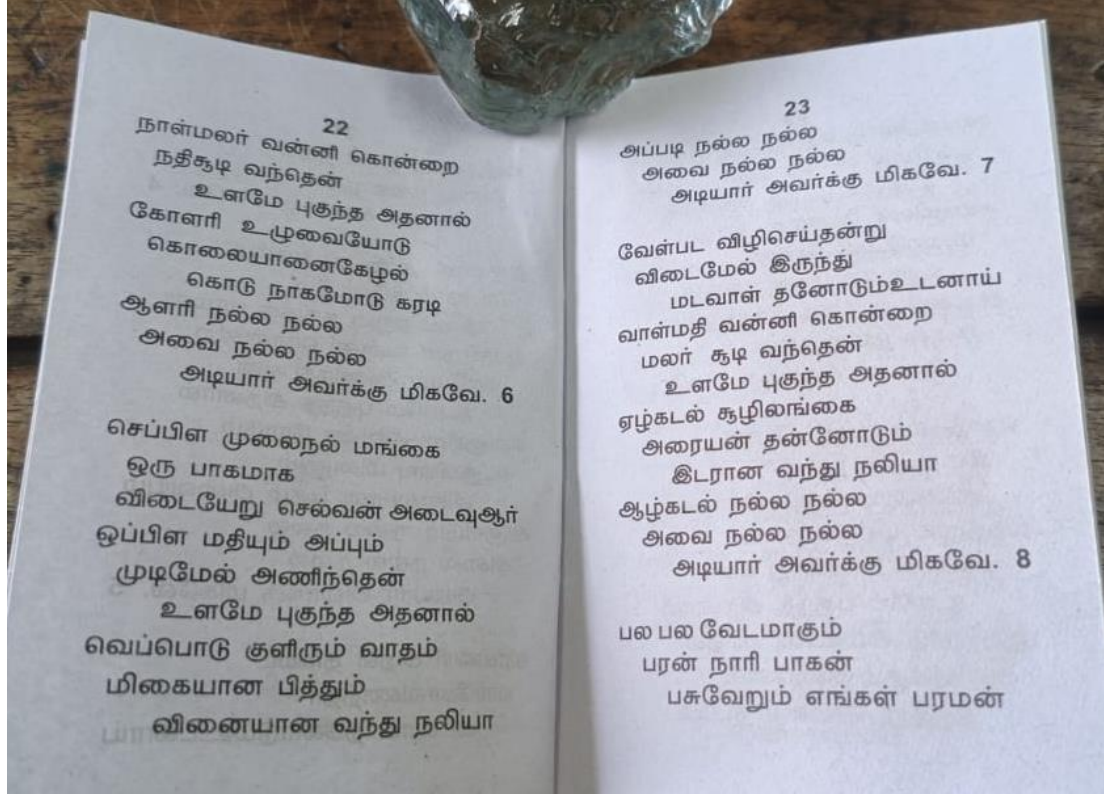 22
நாள்மலர் வன்னி கொன்றை
நதிசூடி வந்தென்
உளமே புகுந்த அதனால்
கோளரி உழுவையோடு
கொலையானைகேழல்
கொடு நாகமோடு கரடி
ஆளரி நல்ல நல்ல
அவை நல்ல நல்ல
அடியார் அவர்க்கு மிகவே. 6
செப்பிள முலைநல் மங்கை
ஒரு பாகமாக
விடையேறு செல்வன் அடைவுஆர்
ஒப்பிள மதியும் அப்பும்
முடிமேல் அணிந்தென
உளமே புகுந்த அதனால்
வெப்பொடு குளிரும் வாதம்
மிகையான பித்தும்
வினையான வந்து நலியா
23
அப்படி நல்ல நல்ல
அவை நல்ல நல்ல
அடியார் அவர்க்கு மிகவே. 7
வேள்பட விழிசெய்தன்று
விடைமேல் இருந்து
மடவாள் தனோடும்உடனாய்
வாள்மதி வன்னி கொன்றை
மலர் சூடி வந்தென்
உளமே புகுந்த அதனால்
ஏழ்கடல் சூழிலங்கை
அரையன் தன்னோடும்
இடரான வந்து நலியா
ஆழ்கடல் நல்ல நல்ல
அவை நல்ல நல்ல
அடியார் அவர்க்கு மிகவே. 8
பல பல வேடமாகும்
பரன் நாரி பாகன்
பசுவேறும் எங்கள் பரமன்